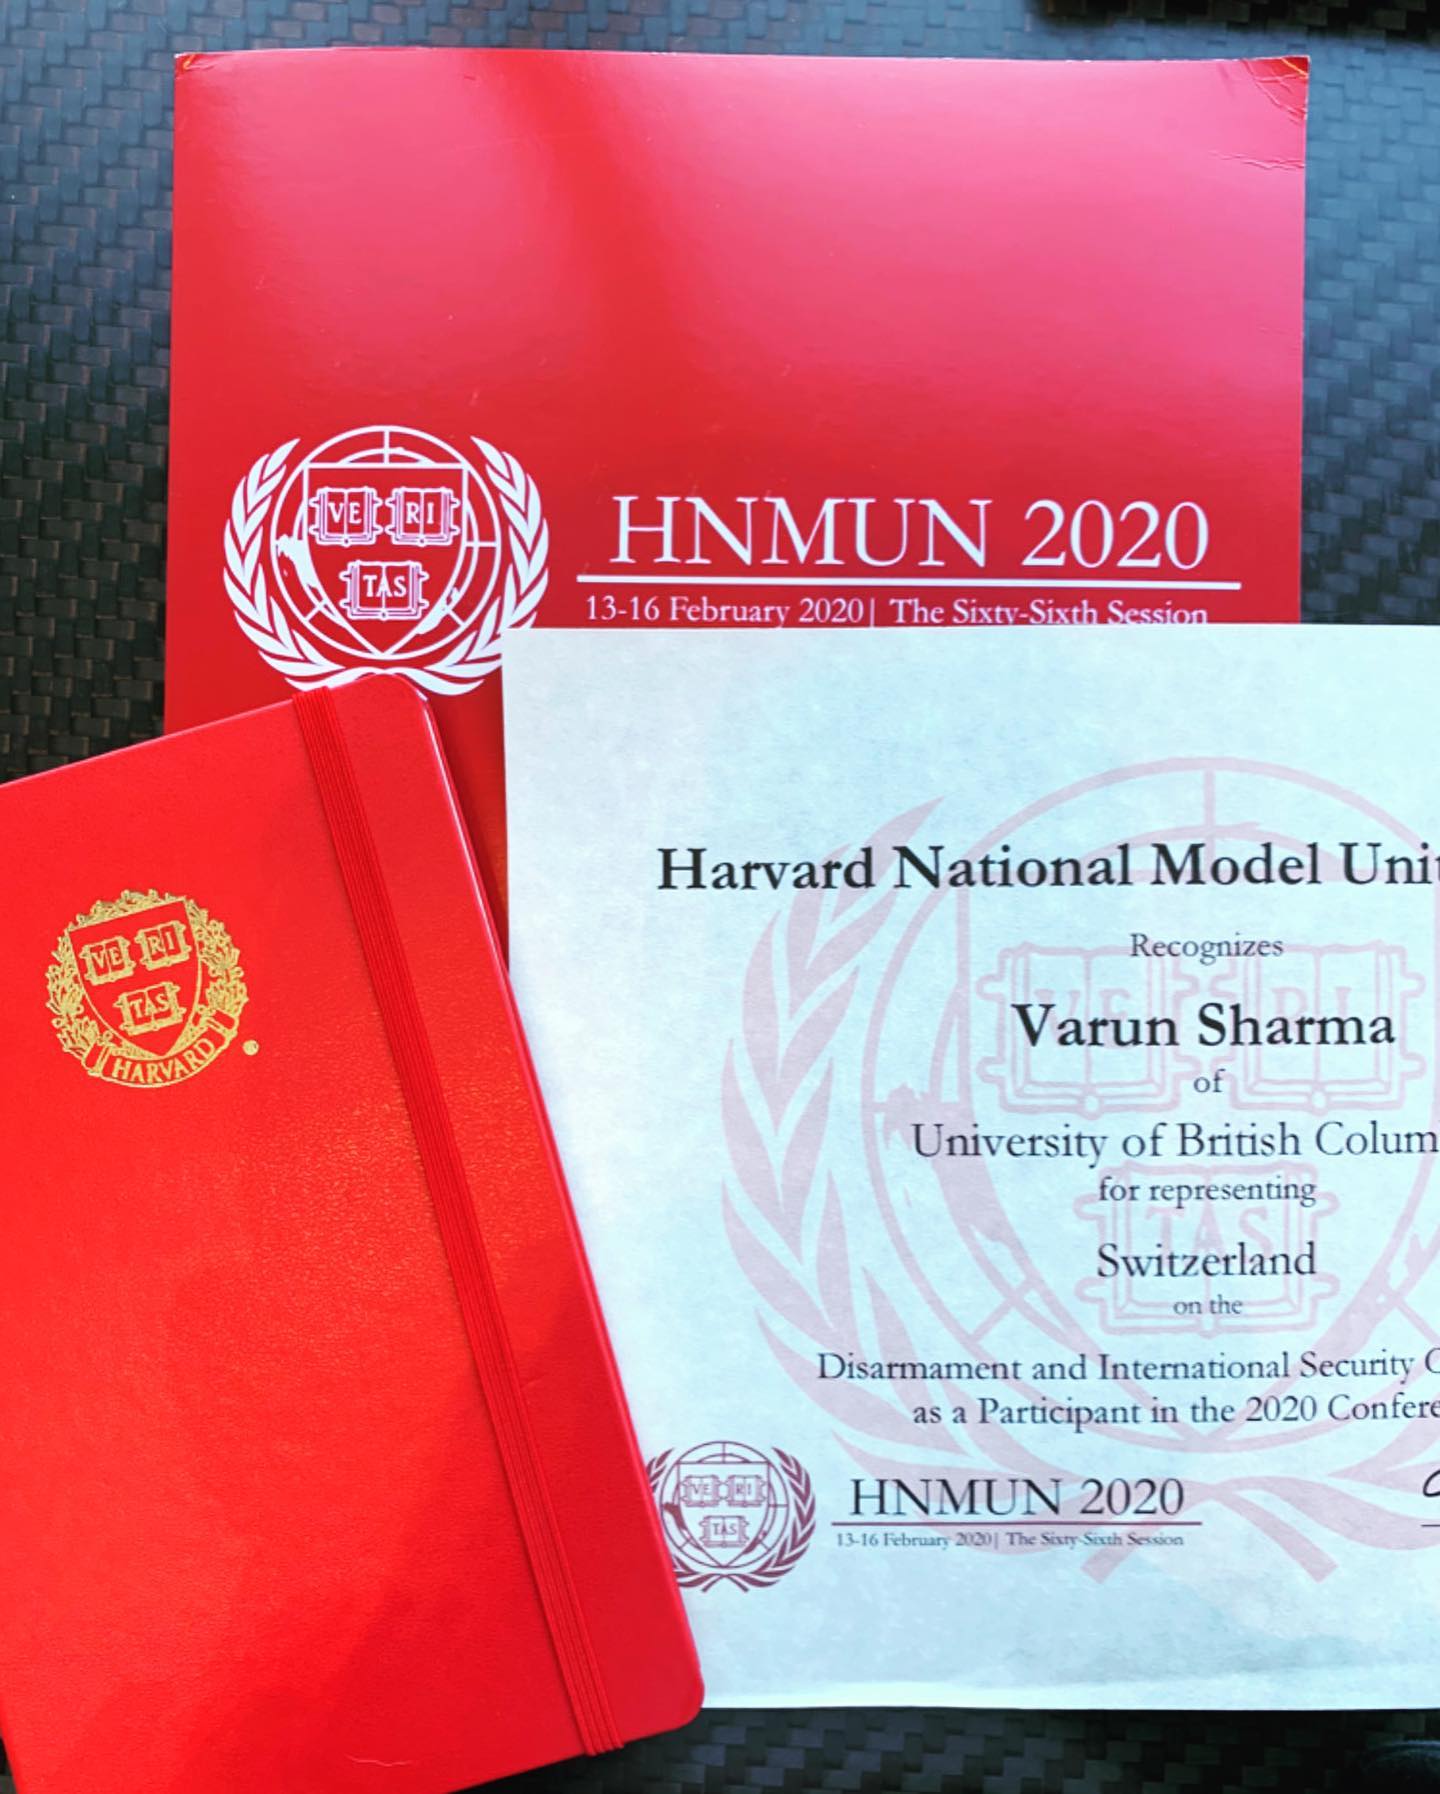 VE RI
TAS
HNMUN 2020
13-16 February 2020| The Sixty-Sixth Session
VE RI
TAS
HARVARD
Harvard National Model Unit
Recognizes
Varun Sharma
of
University of British Colum
for representing
Switzerland
on the
Disarmament and International Security C
as a Participant in the 2020 Confere
VE RI
TAS
HNMUN 2020
13-16 February 2020| The Sixty-Sixth Session
VE RI
TAS